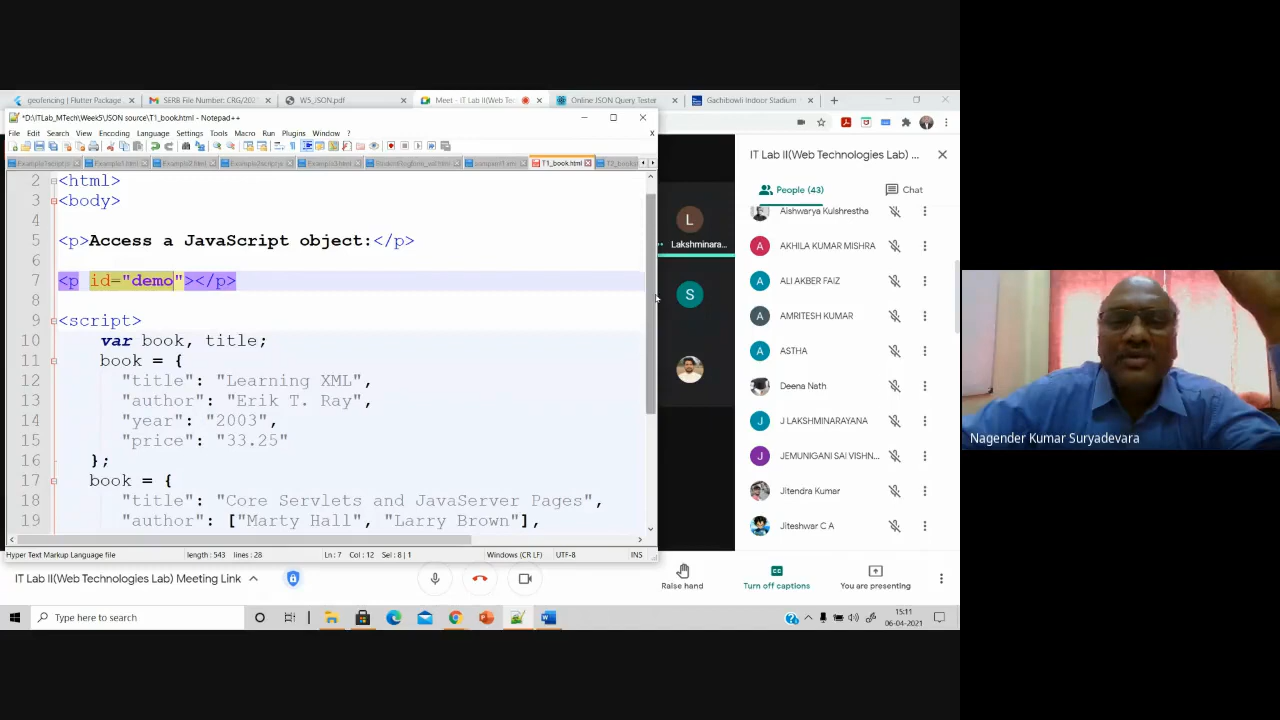 geofencing | Flutter Package
SERB File Number: CRG/202
W5_JSON.pdf
Meet - IT Lab II(Web Tec
Online JSON Query Tester
Gachibowli Indoor Stadium
*D:\ITLab_MTech\Week5\JSON source\T1_book.html - Notepad++
File Edit Search View Encoding Language Settings Tools Macro Run Plugins Window ?
T1_book.html
2 <html>
3 <body>
4
5 <p>Access a JavaScript object:</p>
6
7 <p id="demo"></p>
8
9 <script>
10 var book, title;
11 book = {
12 "title": "Learning XML",
13 "author": "Erik T. Ray",
14 "year": "2003",
15 "price": "33.25"
16 };
17 book = {
18 "title": "Core Servlets and JavaServer Pages",
19 "author": ["Marty Hall", "Larry Brown"],
Hyper Text Markup Language file length: 543 lines: 28 Ln: 7 Col: 12 Sel: 8 | 1 Windows (CR LF) UTF-8 INS
L
Lakshminara...
S
IT Lab II(Web Technologies Lab) ...
People (43)
Chat
Aishwarya Kulshrestha
A AKHILA KUMAR MISHRA
A ALI AKBER FAIZ
A AMRITESH KUMAR
A ASTHA
Deena Nath
J J LAKSHMINARAYANA
J JEMUNIGANI SAI VISHN...
Jitendra Kumar
Jiteshwar C A
IT Lab II(Web Technologies Lab) Meeting Link
Raise hand
Turn off captions
You are presenting
Type here to search
15:11
06-04-2021
Nagender Kumar Suryadevara